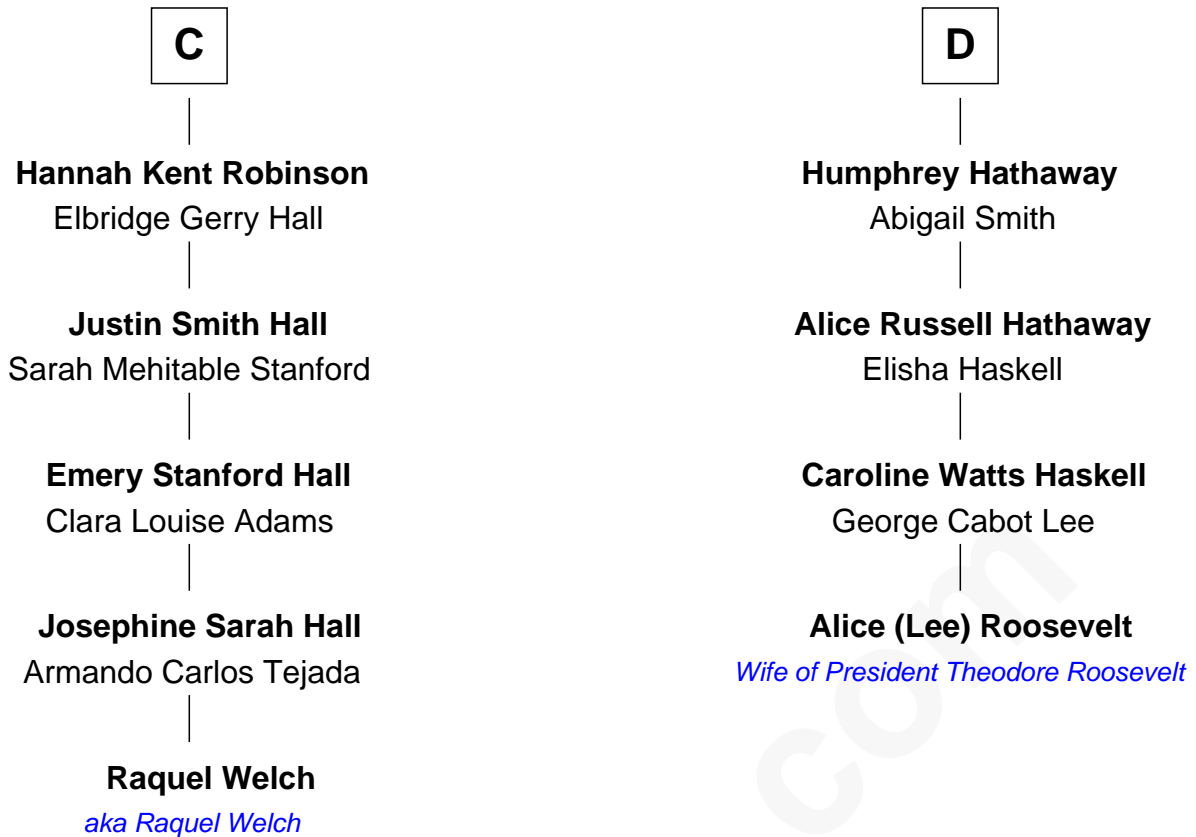 C
Hannah Kent Robinson
Elbridge Gerry Hall
Justin Smith Hall
Sarah Mehitable Stanford
Emery Stanford Hall
Clara Louise Adams
Josephine Sarah Hall
Armando Carlos Tejada
Raquel Welch
aka Raquel Welch
D
Humphrey Hathaway
Abigail Smith
Alice Russell Hathaway
Elisha Haskell
Caroline Watts Haskell
George Cabot Lee
Alice (Lee) Roosevelt
Wife of President Theodore Roosevelt
com